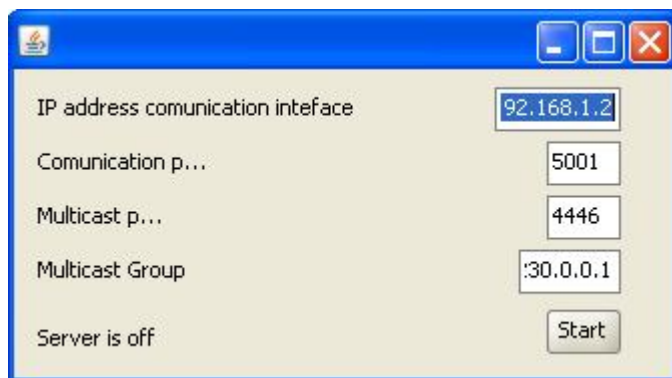 IP address comunication inteface 92.168.1.2
Comunication p... 5001
Multicast p... 4446
Multicast Group 30.0.0.1
Server is off Start